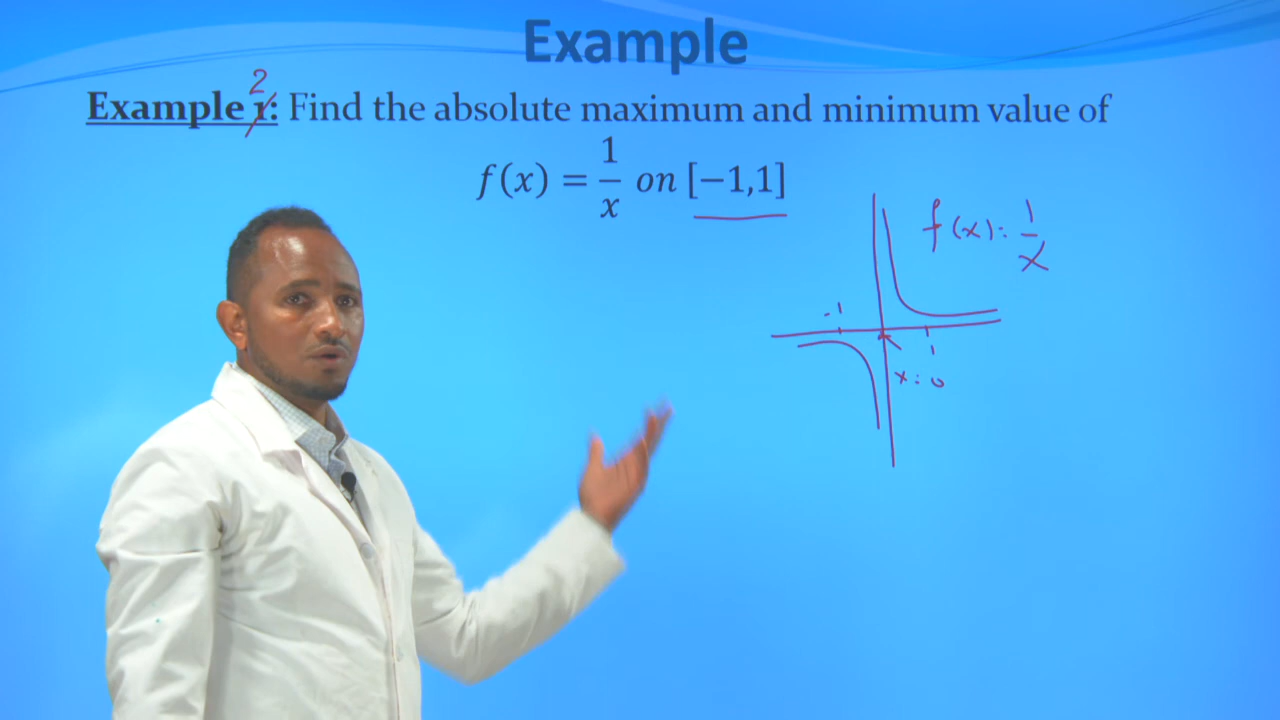 Example
Example 1: 2 Find the absolute maximum and minimum value of
f(x) = 1/x on [−1,1]
f(x): 1/x
-1
1
x: 0